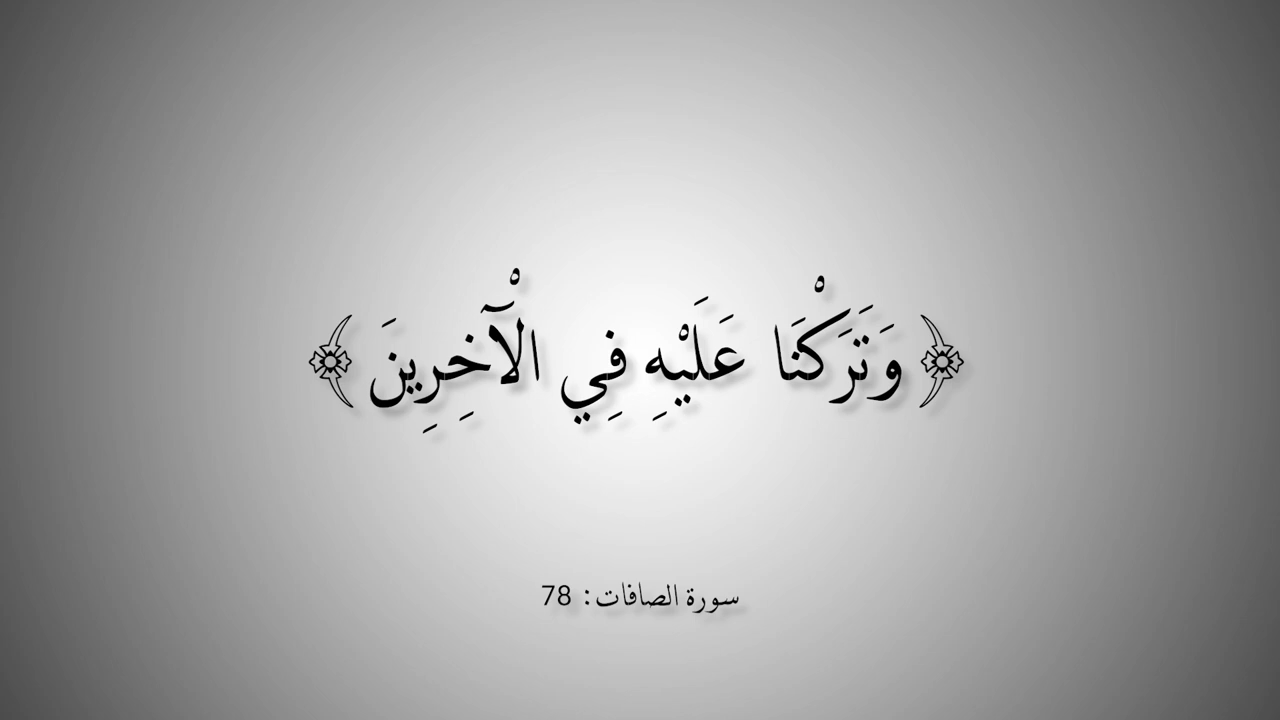 ﴿ وَتَرَكْنَا عَلَيْهِ فِي الْآخِرِينَ ﴾
سورة الصافات: 78